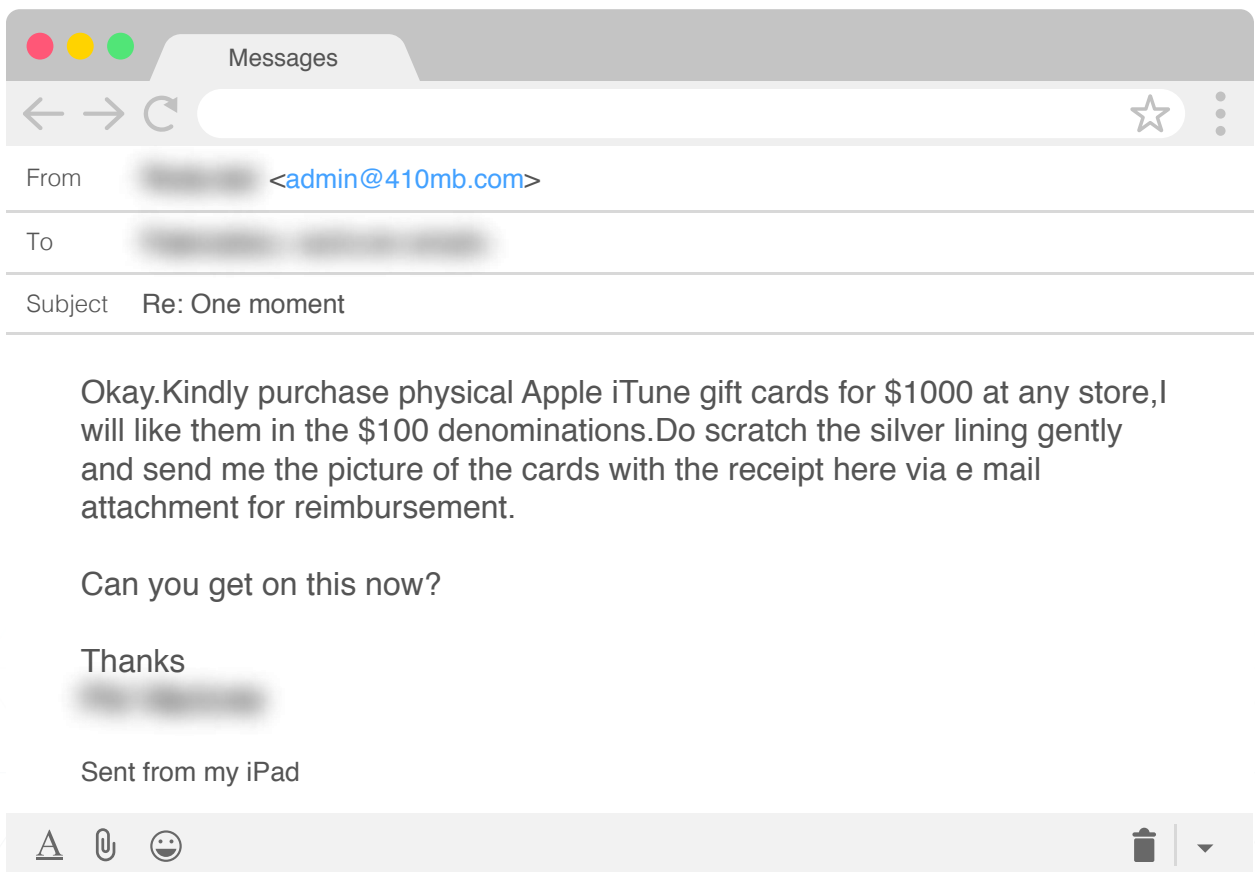 Messages
From <admin@410mb.com>
To
Subject Re: One moment
Okay.Kindly purchase physical Apple iTune gift cards for $1000 at any store,I
will like them in the $100 denominations.Do scratch the silver lining gently
and send me the picture of the cards with the receipt here via e mail
attachment for reimbursement.
Can you get on this now?
Thanks
Sent from my iPad
A